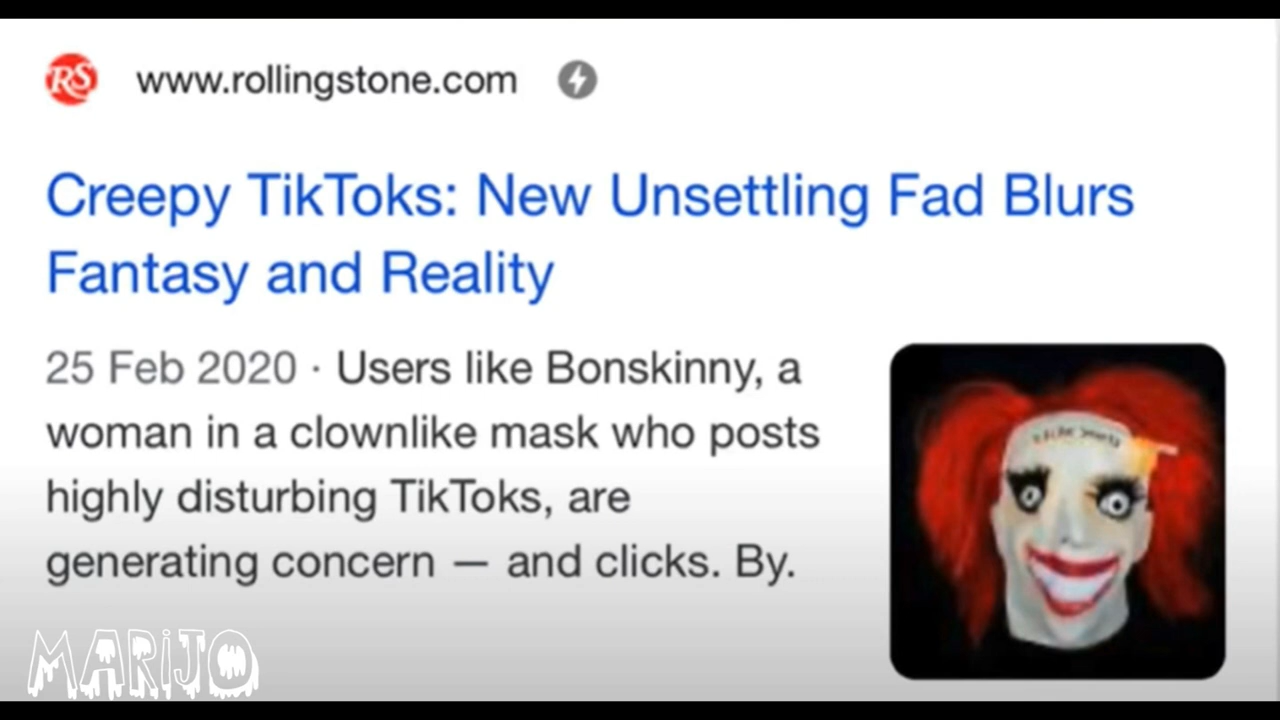 RS www.rollingstone.com
Creepy TikToks: New Unsettling Fad Blurs
Fantasy and Reality
25 Feb 2020 · Users like Bonskinny, a
woman in a clownlike mask who posts
highly disturbing TikToks, are
generating concern — and clicks. By.
MARiJO